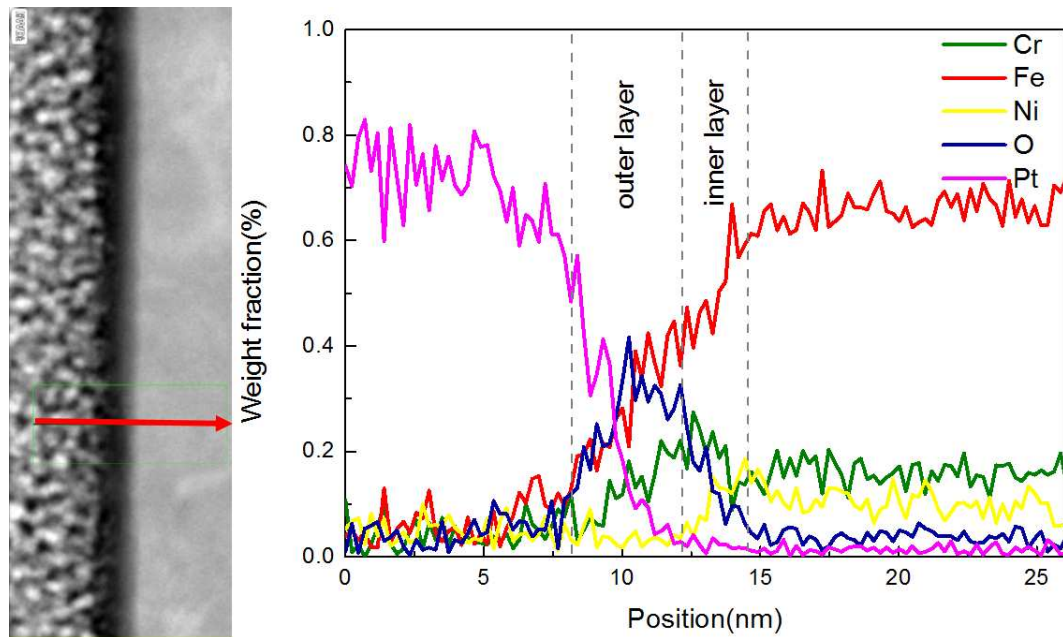 Weight fraction(%)
1.0
0.8
0.6
0.4
0.2
0.0
outer layer
inner layer
Cr
Fe
Ni
O
Pt
0
5
10
15
20
25
Position(nm)